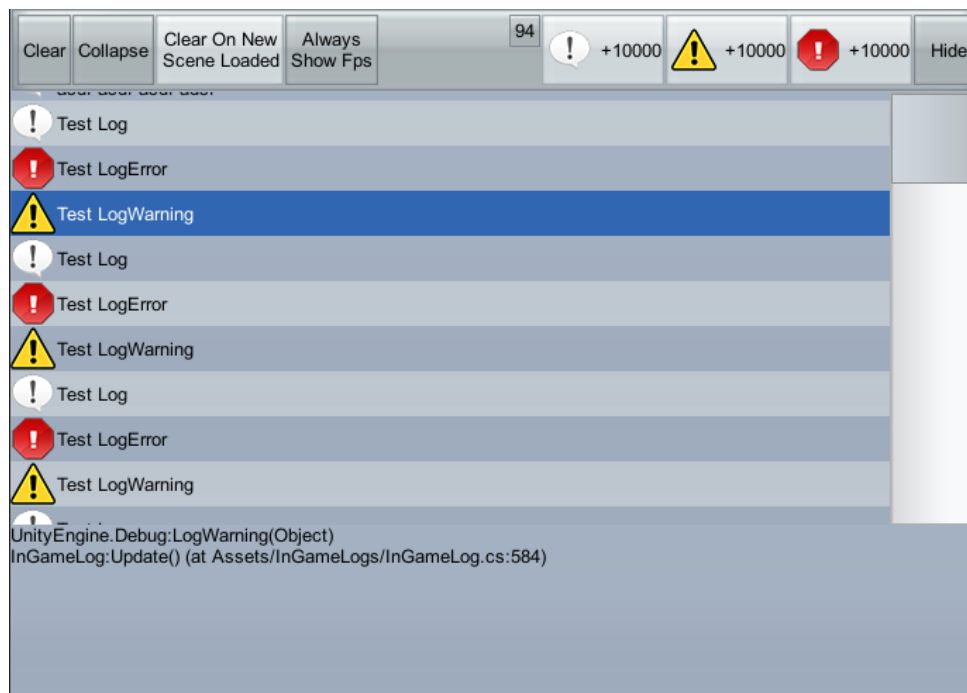 Clear
Collapse
Clear On New
Scene Loaded
Always
Show Fps
94
+10000
+10000
+10000
Hide
Test Log
Test LogError
Test LogWarning
Test Log
Test LogError
Test LogWarning
Test Log
Test LogError
Test LogWarning
UnityEngine.Debug:LogWarning(Object)
InGameLog:Update() (at Assets/InGameLogs/InGameLog.cs:584)